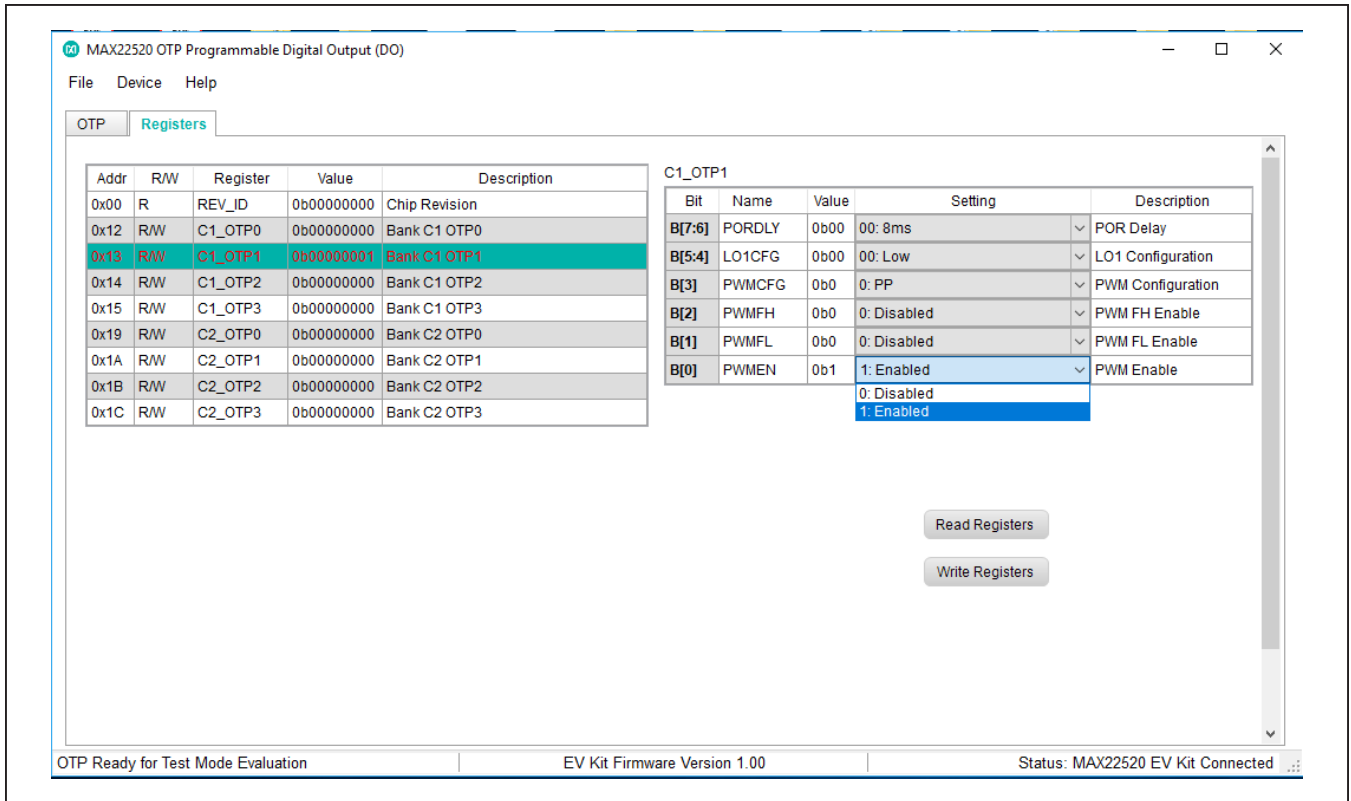 MAX22520 OTP Programmable Digital Output (DO)
File Device Help
OTP Registers
Addr R/W Register Value Description
0x00 R REV_ID 0b00000000 Chip Revision
0x12 R/W C1_OTP0 0b00000000 Bank C1 OTP0
0x13 R/W C1_OTP1 0b00000001 Bank C1 OTP1
0x14 R/W C1_OTP2 0b00000000 Bank C1 OTP2
0x15 R/W C1_OTP3 0b00000000 Bank C1 OTP3
0x19 R/W C2_OTP0 0b00000000 Bank C2 OTP0
0x1A R/W C2_OTP1 0b00000000 Bank C2 OTP1
0x1B R/W C2_OTP2 0b00000000 Bank C2 OTP2
0x1C R/W C2_OTP3 0b00000000 Bank C2 OTP3
C1_OTP1
Bit Name Value Setting Description
B[7:6] PORDLY 0b00 00: 8ms POR Delay
B[5:4] LO1CFG 0b00 00: Low LO1 Configuration
B[3] PWMCFG 0b0 0: PP PWM Configuration
B[2] PWMFH 0b0 0: Disabled PWM FH Enable
B[1] PWMFL 0b0 0: Disabled PWM FL Enable
B[0] PWMEN 0b1 1: Enabled PWM Enable
0: Disabled
1: Enabled
Read Registers
Write Registers
OTP Ready for Test Mode Evaluation EV Kit Firmware Version 1.00 Status: MAX22520 EV Kit Connected